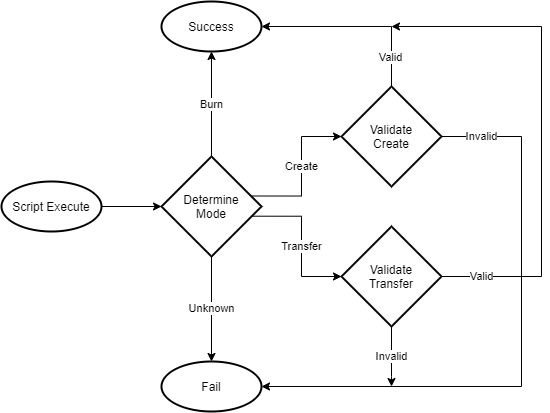 Success
Valid
Burn
Validate
Create
Invalid
Create
Script Execute
Determine
Mode
Transfer
Validate
Transfer
Valid
Unknown
Invalid
Fail